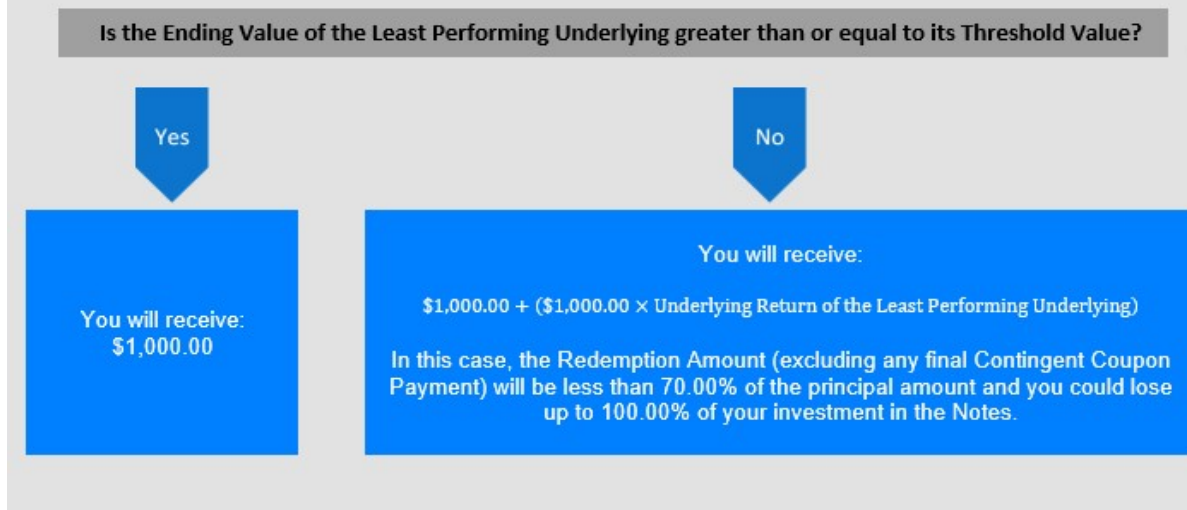 Is the Ending Value of the Least Performing Underlying greater than or equal to its Threshold Value?
Yes
No
You will receive:
$1,000.00
You will receive:
$1,000.00 + ($1,000.00 × Underlying Return of the Least Performing Underlying)
In this case, the Redemption Amount (excluding any final Contingent Coupon
Payment) will be less than 70.00% of the principal amount and you could lose
up to 100.00% of your investment in the Notes.